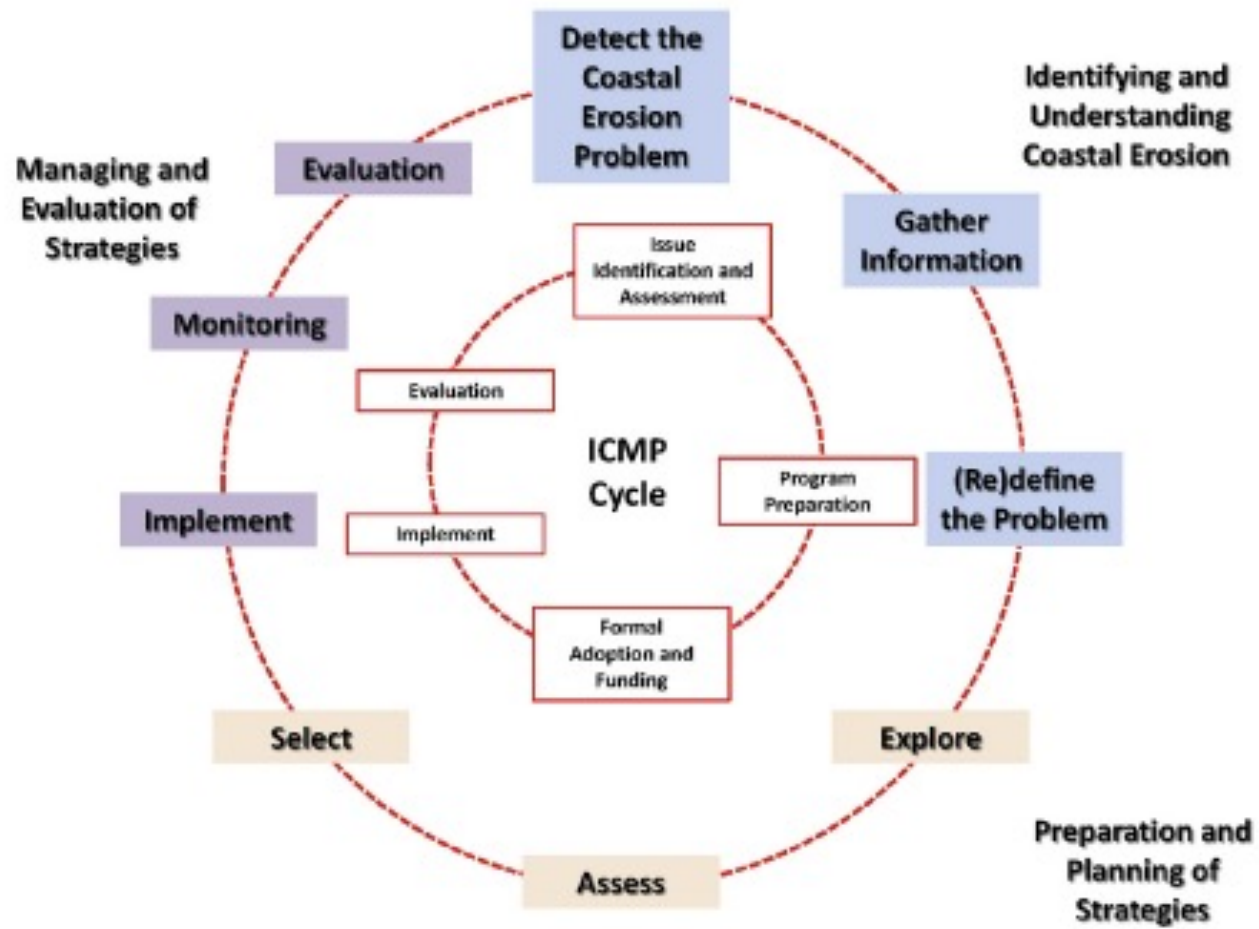 Detect the
Coastal
Erosion
Problem
Identifying and
Understanding
Coastal Erosion
Gather
Information
(Re)define
the Problem
Explore
Preparation and
Planning of
Strategies
Assess
Select
Implement
Monitoring
Evaluation
Managing and
Evaluation of
Strategies
Issue
Identification and
Assessment
Program
Preparation
Formal
Adoption and
Funding
Implement
Evaluation
ICMP
Cycle